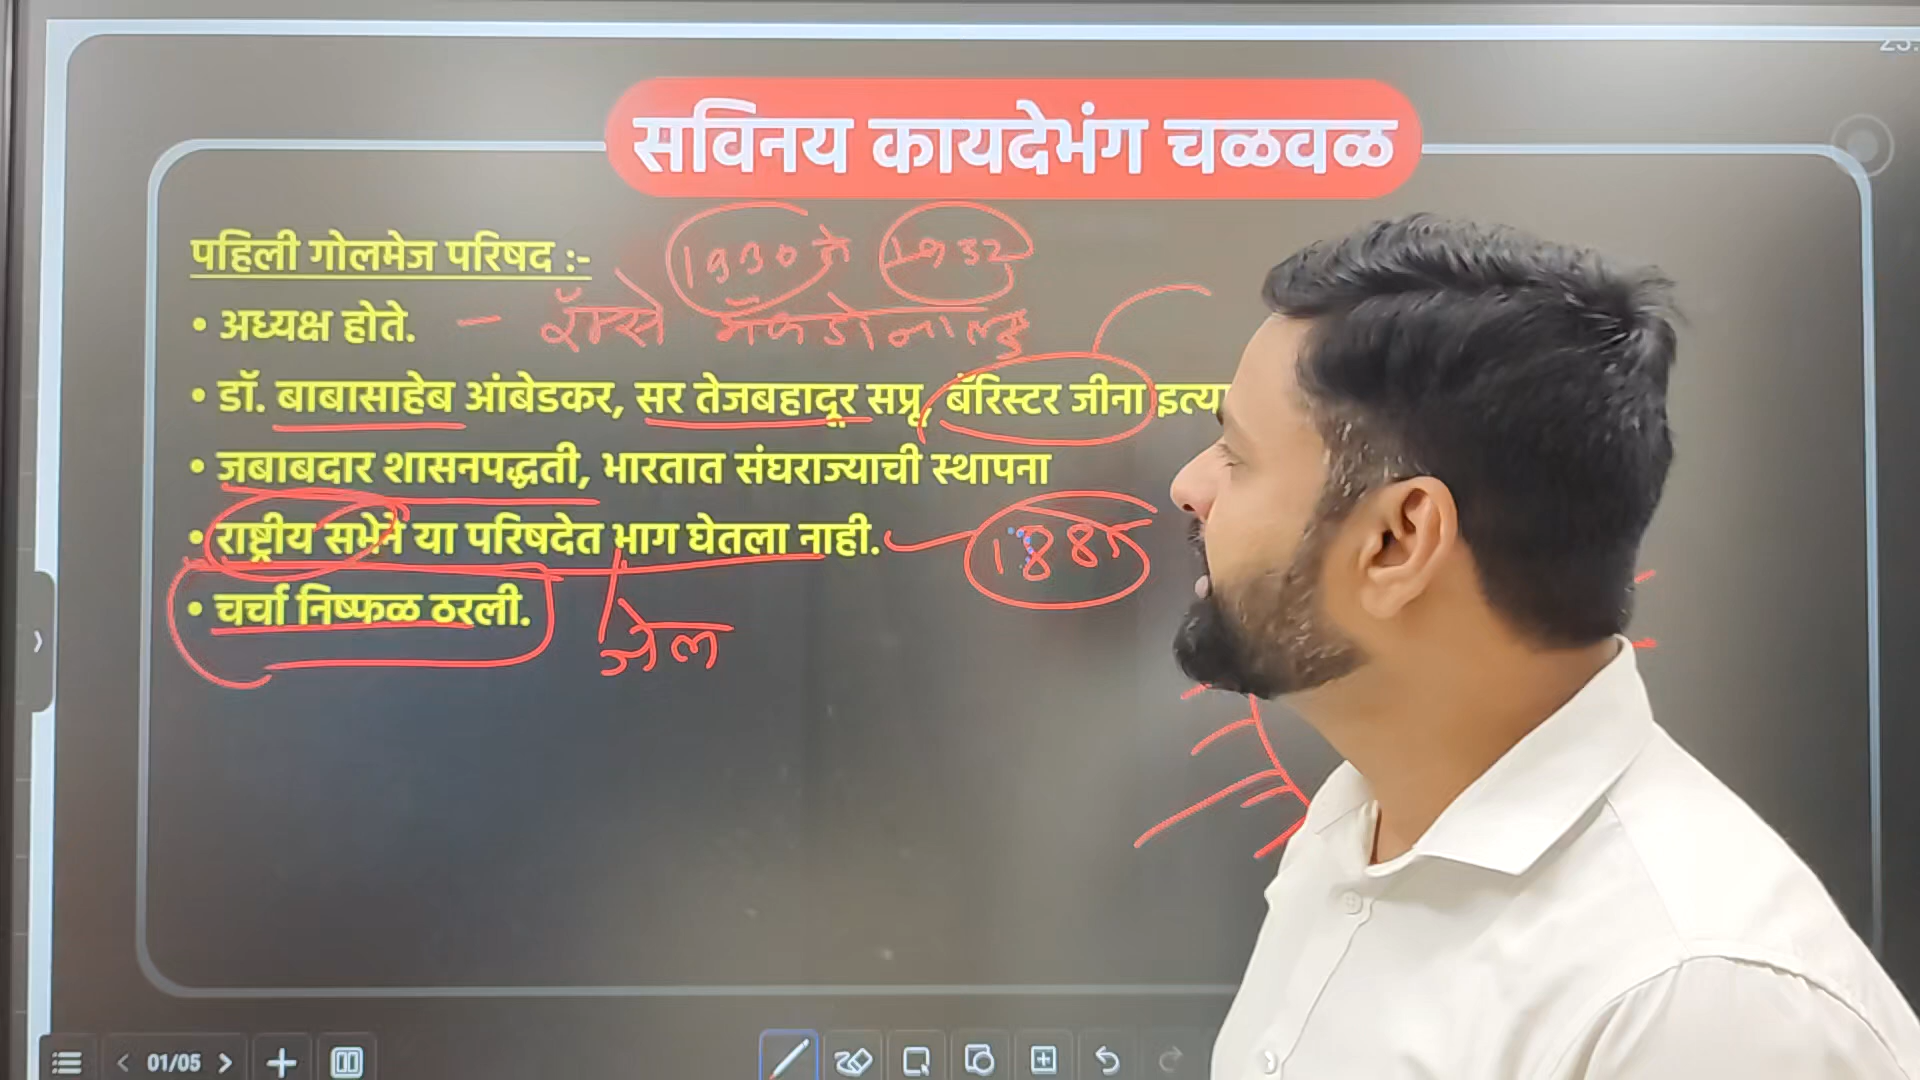 सविनय कायदेभंग चळवळ
पहिली गोलमेज परिषद :- 1930 ते 1932
• अध्यक्ष होते. - रॅम्से मॅकडोनाल्ड
• डॉ. बाबासाहेब आंबेडकर, सर तेजबहादूर सप्रू, बॅरिस्टर जीना इत्या
• जबाबदार शासनपद्धती, भारतात संघराज्याची स्थापना
• राष्ट्रीय सभेने या परिषदेत भाग घेतला नाही. 1885
• चर्चा निष्फळ ठरली.
जेल
01/05